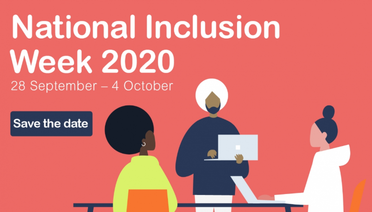 National Inclusion
Week 2020
28 September – 4 October
Save the date